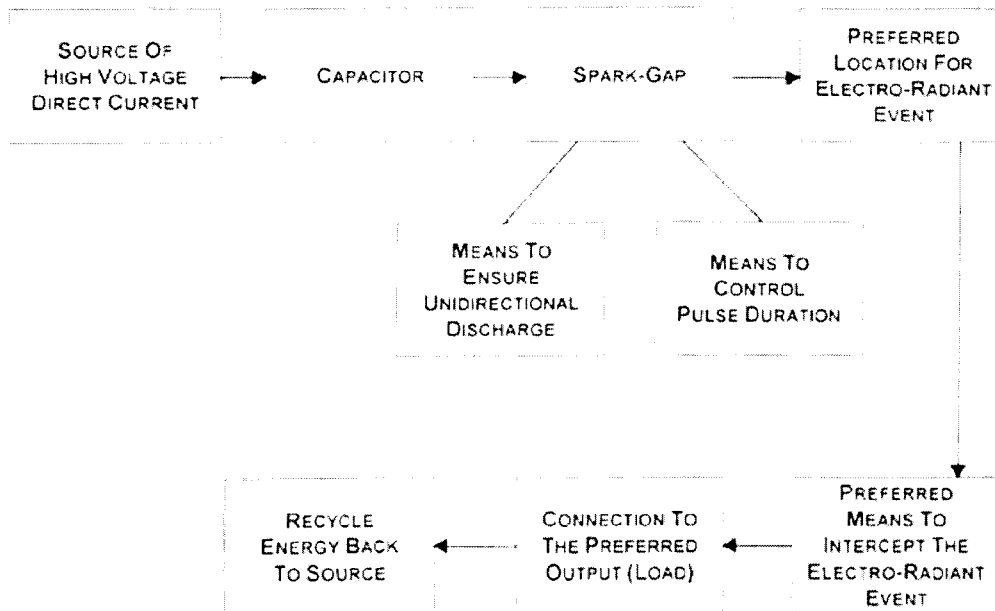 SOURCE OF
HIGH VOLTAGE
DIRECT CURRENT
CAPACITOR
SPARK-GAP
PREFERRED
LOCATION FOR
ELECTRO-RADIANT
EVENT
MEANS TO
ENSURE
UNIDIRECTIONAL
DISCHARGE
MEANS TO
CONTROL
PULSE DURATION
RECYCLE
ENERGY BACK
TO SOURCE
CONNECTION TO
THE PREFERRED
OUTPUT (LOAD)
PREFERRED
MEANS TO
INTERCEPT THE
ELECTRO-RADIANT
EVENT